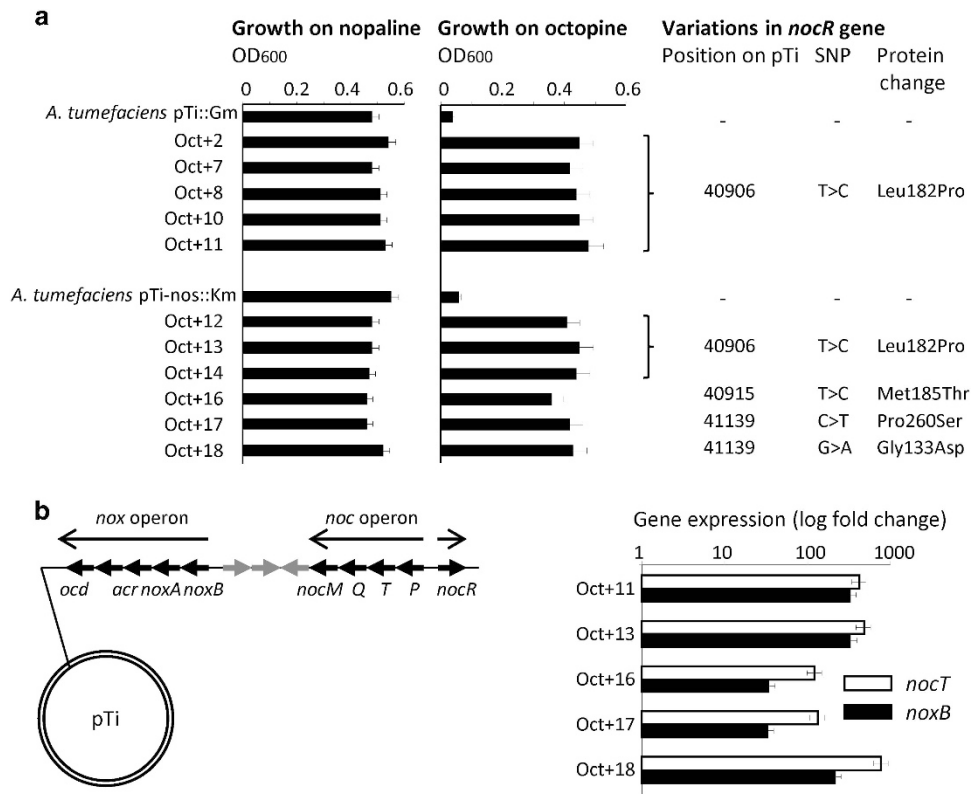 a
Growth on nopaline Growth on octopine Variations in nocR gene
OD600 OD600 Position on pTi SNP Protein change
0 0.2 0.4 0.6 0 0.2 0.4 0.6
A. tumefaciens pTi::Gm - - -
Oct+2
Oct+7
Oct+8 40906 T>C Leu182Pro
Oct+10
Oct+11
A. tumefaciens pTi-nos::Km - - -
Oct+12
Oct+13 40906 T>C Leu182Pro
Oct+14
Oct+16 40915 T>C Met185Thr
Oct+17 41139 C>T Pro260Ser
Oct+18 41139 G>A Gly133Asp
b
nox operon noc operon
ocd acr noxA noxB nocM Q T P nocR
pTi
Gene expression (log fold change)
1 10 100 1000
Oct+11
Oct+13
Oct+16
Oct+17
Oct+18
nocT
noxB